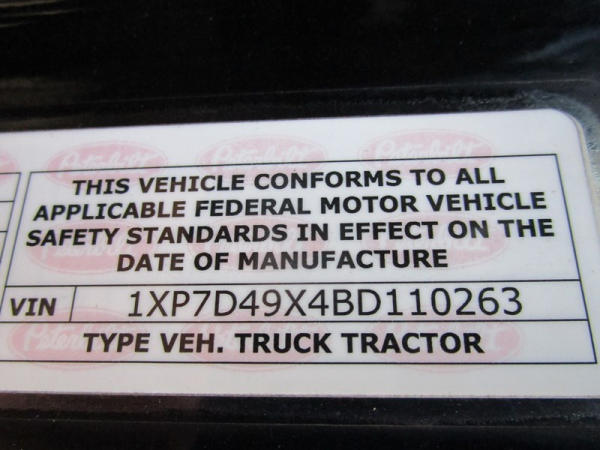 THIS VEHICLE CONFORMS TO ALL
APPLICABLE FEDERAL MOTOR VEHICLE
SAFETY STANDARDS IN EFFECT ON THE
DATE OF MANUFACTURE
VIN 1XP7D49X4BD110263
TYPE VEH. TRUCK TRACTOR
Peterbilt